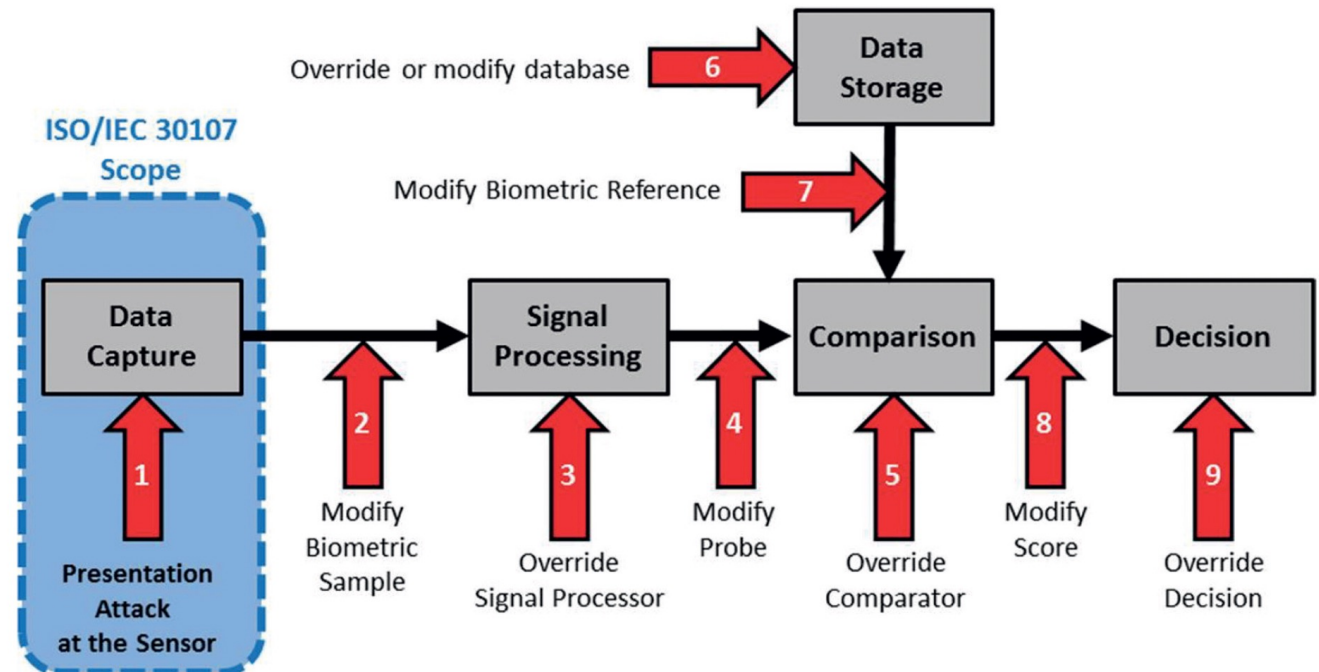 Data
Storage
Override or modify database
6
ISO/IEC 30107
Scope
Modify Biometric Reference
7
Data
Capture
Signal
Processing
Comparison
Decision
1
2
3
4
5
8
9
Presentation
Attack
at the Sensor
Modify
Biometric
Sample
Override
Signal Processor
Modify
Probe
Override
Comparator
Modify
Score
Override
Decision